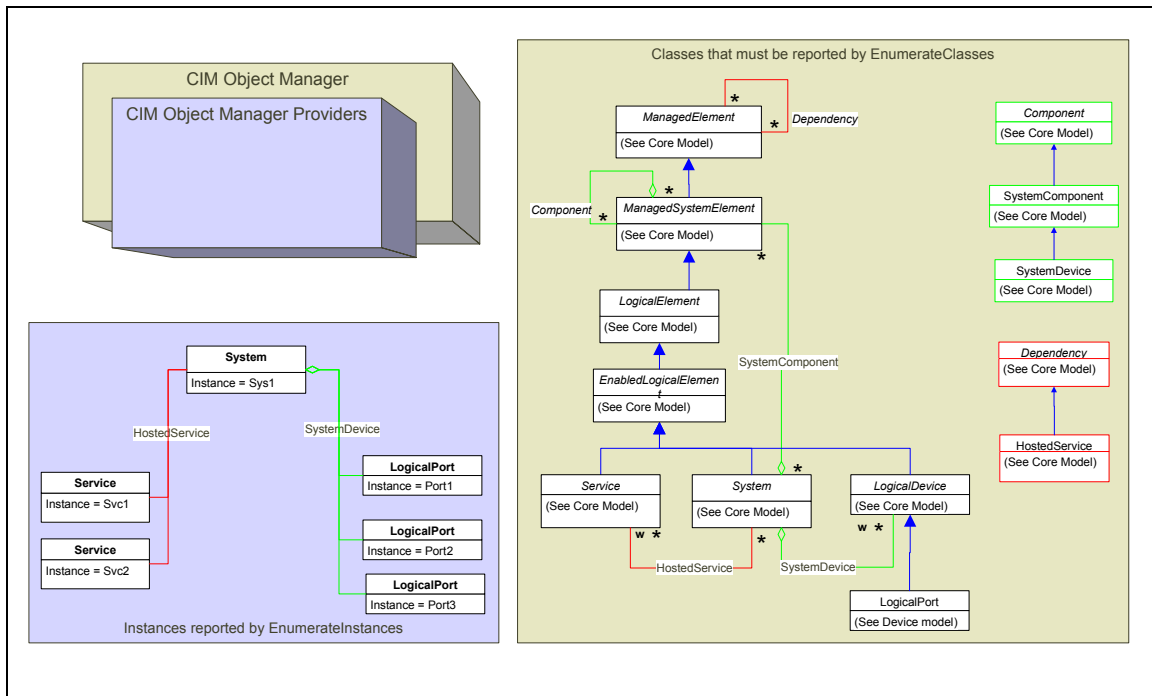 CIM Object Manager
CIM Object Manager Providers
System
Instance = Sys1
HostedService
SystemDevice
Service
Instance = Svc1
Service
Instance = Svc2
LogicalPort
Instance = Port1
LogicalPort
Instance = Port2
LogicalPort
Instance = Port3
Instances reported by EnumerateInstances
Classes that must be reported by EnumerateClasses
ManagedElement
(See Core Model)
*
*
Dependency
Component
*
*
ManagedSystemElement
(See Core Model)
*
LogicalElement
(See Core Model)
SystemComponent
EnabledLogicalElemen
t
(See Core Model)
*
Service
(See Core Model)
w *
System
(See Core Model)
*
LogicalDevice
(See Core Model)
w *
HostedService
SystemDevice
LogicalPort
(See Device model)
Component
(See Core Model)
SystemComponent
(See Core Model)
SystemDevice
(See Core Model)
Dependency
(See Core Model)
HostedService
(See Core Model)